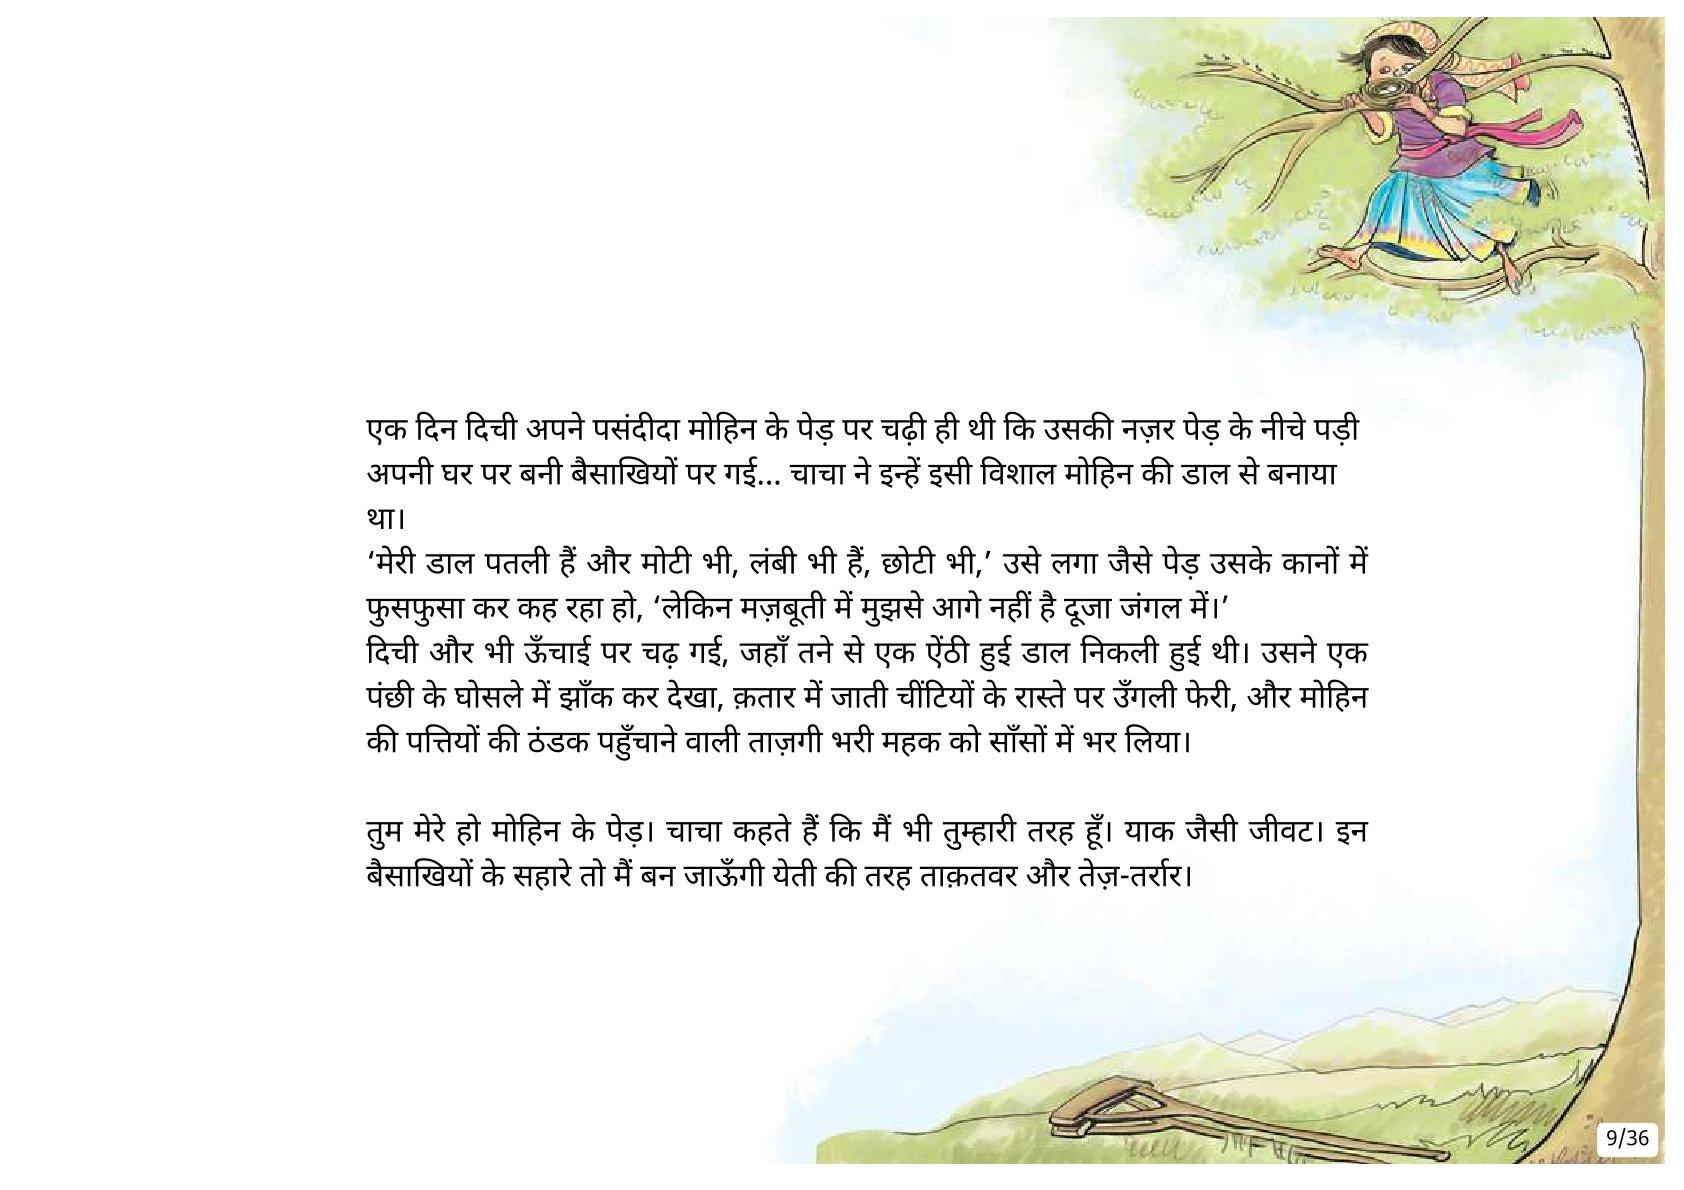 एक दिन दिची अपने पसंदीदा मोहिन के पेड़ पर चढ़ी ही थी कि उसकी नज़र पेड़ के नीचे पड़ी
अपनी घर पर बनी बैसाखियों पर गई... चाचा ने इन्हें इसी विशाल मोहिन की डाल से बनाया
था।
‘मेरी डाल पतली हैं और मोटी भी, लंबी भी हैं, छोटी भी,’ उसे लगा जैसे पेड़ उसके कानों में
फुसफुसा कर कह रहा हो, ‘लेकिन मज़बूती में मुझसे आगे नहीं है दूजा जंगल में।’
दिची और भी ऊँचाई पर चढ़ गई, जहाँ तने से एक ऐंठी हुई डाल निकली हुई थी। उसने एक
पंछी के घोसले में झाँक कर देखा, क़तार में जाती चींटियों के रास्ते पर उँगली फेरी, और मोहिन
की पत्तियों की ठंडक पहुँचाने वाली ताज़गी भरी महक को साँसों में भर लिया।
तुम मेरे हो मोहिन के पेड़। चाचा कहते हैं कि मैं भी तुम्हारी तरह हूँ। याक जैसी जीवट। इन
बैसाखियों के सहारे तो मैं बन जाऊँगी येती की तरह ताक़तवर और तेज़-तर्रार।
9/36